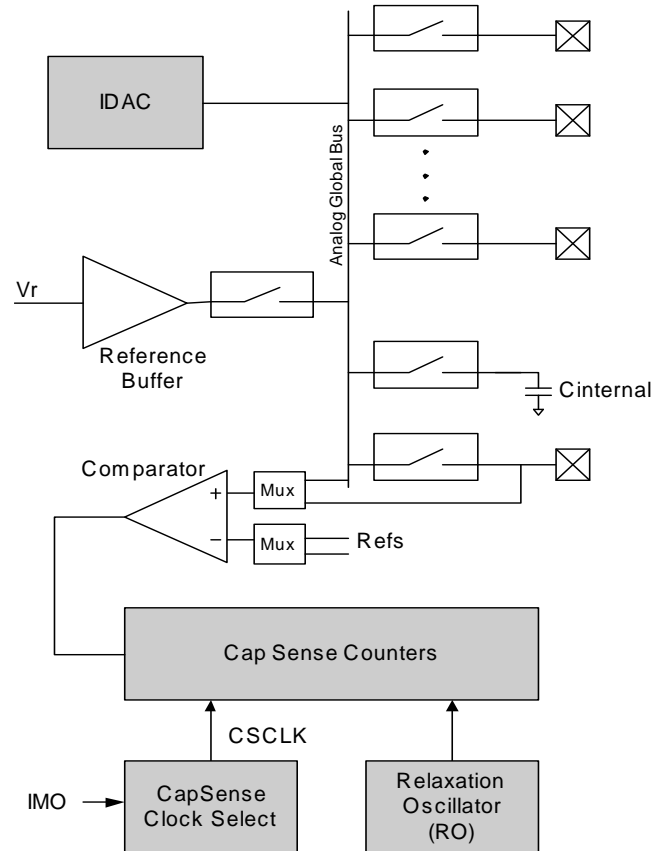 IDAC
Analog Global Bus
Vr
Reference
Buffer
Cinternal
Comparator
+
Mux
−
Mux
Refs
Cap Sense Counters
CSCLK
IMO
CapSense
Clock Select
Relaxation
Oscillator
(RO)